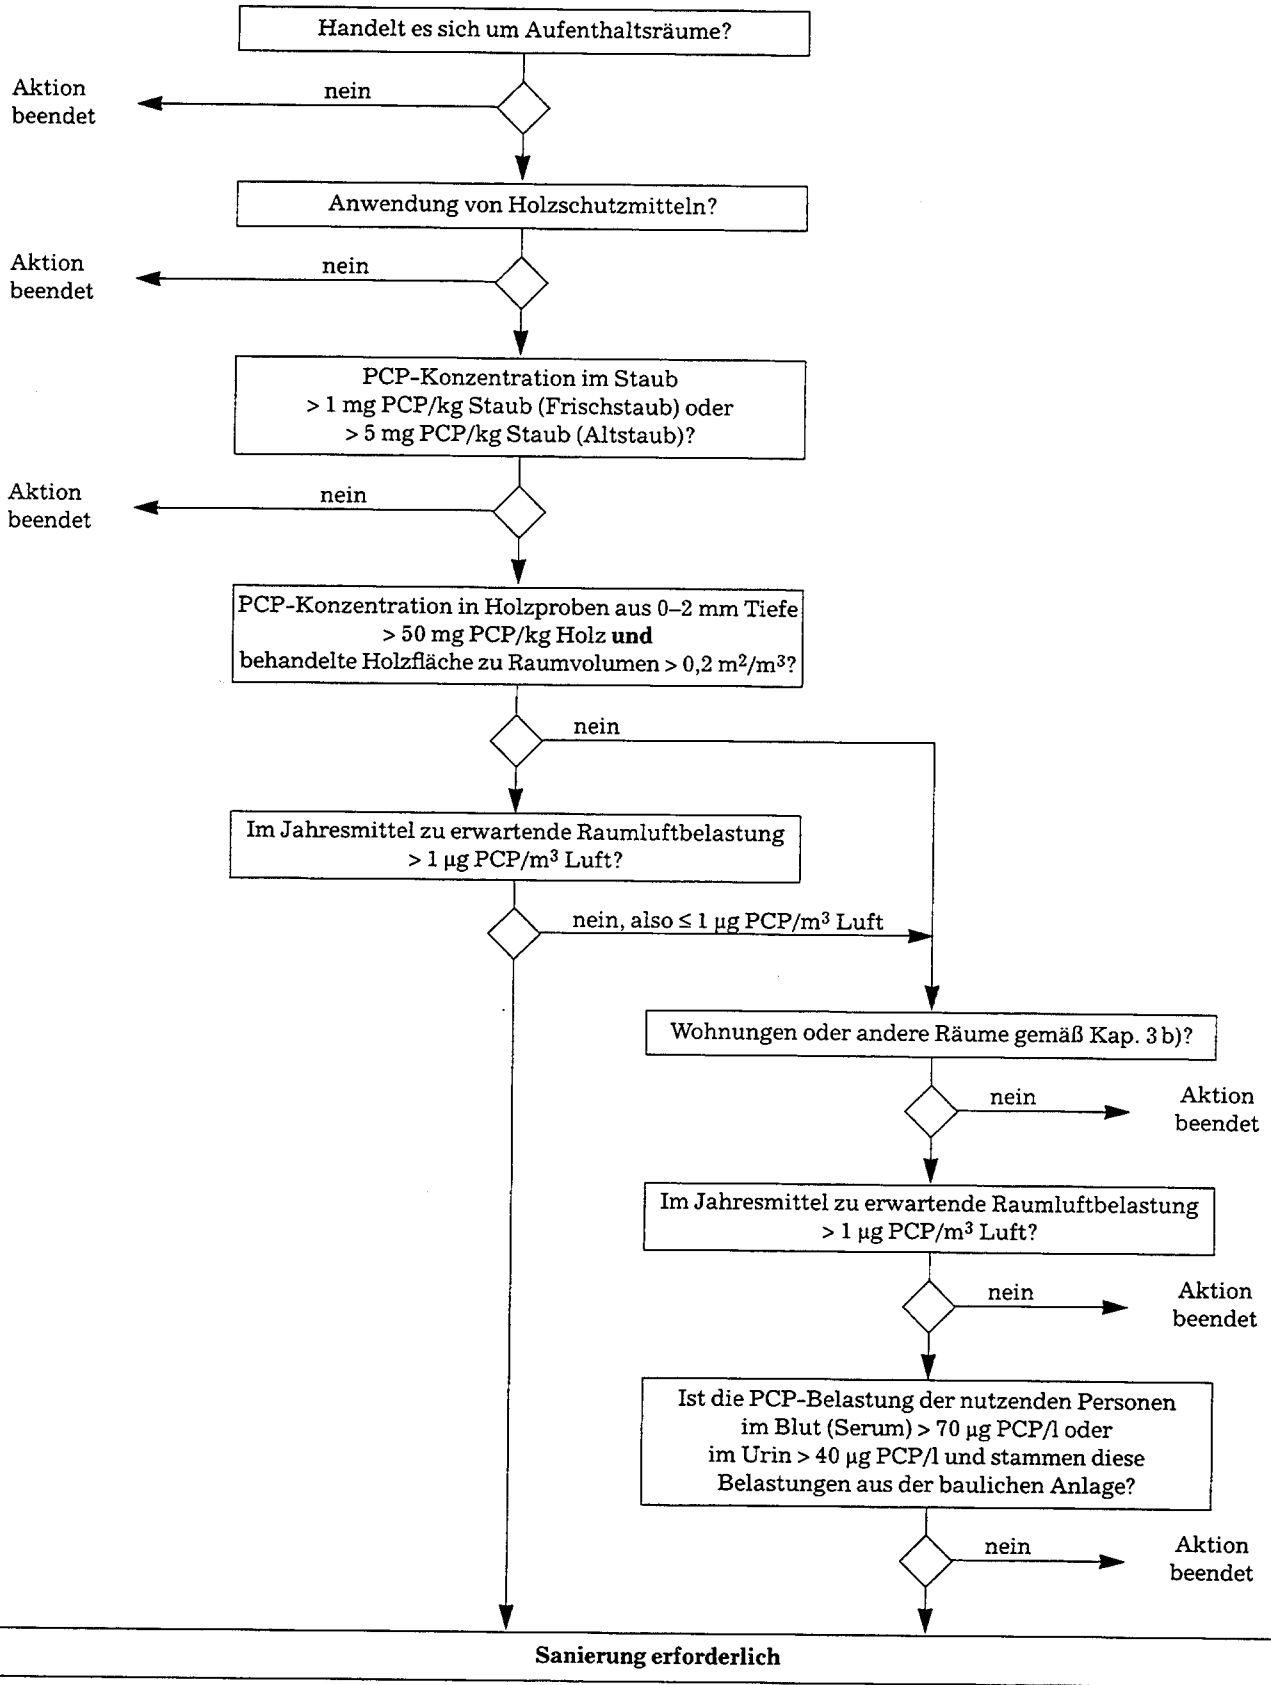 Handelt es sich um Aufenthaltsräume?
Aktion
beendet
nein
Anwendung von Holzschutzmitteln?
Aktion
beendet
nein
PCP-Konzentration im Staub
> 1 mg PCP/kg Staub (Frischstaub) oder
> 5 mg PCP/kg Staub (Altstaub)?
Aktion
beendet
nein
PCP-Konzentration in Holzproben aus 0–2 mm Tiefe
> 50 mg PCP/kg Holz und
behandelte Holzfläche zu Raumvolumen > 0,2 m²/m³?
nein
Im Jahresmittel zu erwartende Raumluftbelastung
> 1 µg PCP/m³ Luft?
nein, also ≤ 1 µg PCP/m³ Luft
Wohnungen oder andere Räume gemäß Kap. 3 b)?
nein
Aktion
beendet
Im Jahresmittel zu erwartende Raumluftbelastung
> 1 µg PCP/m³ Luft?
nein
Aktion
beendet
Ist die PCP-Belastung der nutzenden Personen
im Blut (Serum) > 70 µg PCP/l oder
im Urin > 40 µg PCP/l und stammen diese
Belastungen aus der baulichen Anlage?
nein
Aktion
beendet
Sanierung erforderlich